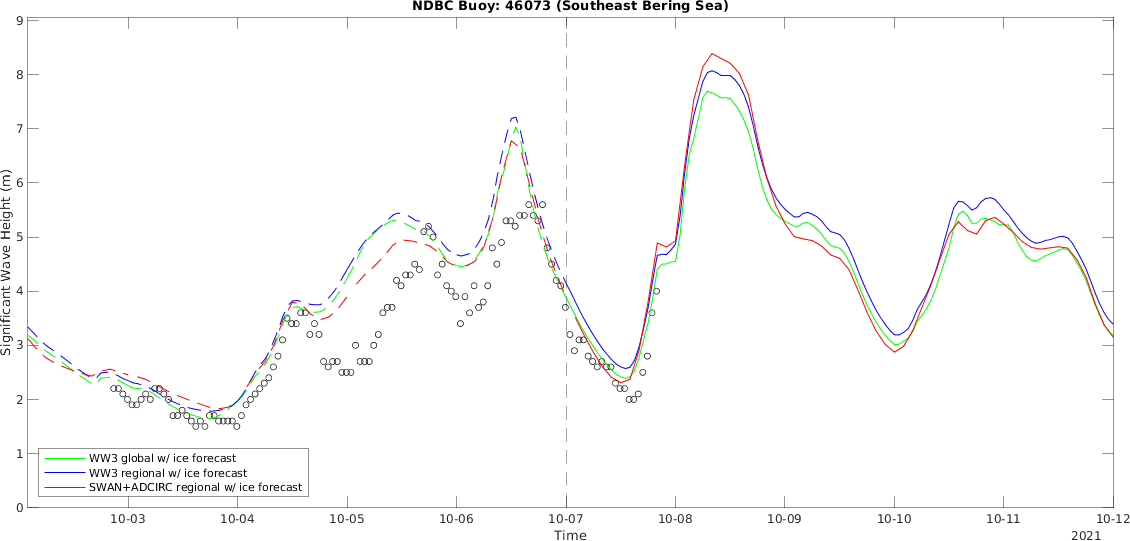 NDBC Buoy: 46073 (Southeast Bering Sea)
9
8
7
6
5
4
3
2
1
0
Significant Wave Height (m)
WW3 global w/ ice forecast
WW3 regional w/ ice forecast
SWAN+ADCIRC regional w/ ice forecast
10-03 10-04 10-05 10-06 10-07 10-08 10-09 10-10 10-11 10-12
Time
2021